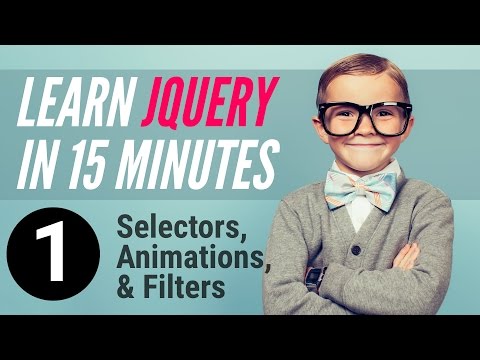 LEARN JQUERY
IN 15 MINUTES
1
Selectors,
Animations,
& Filters